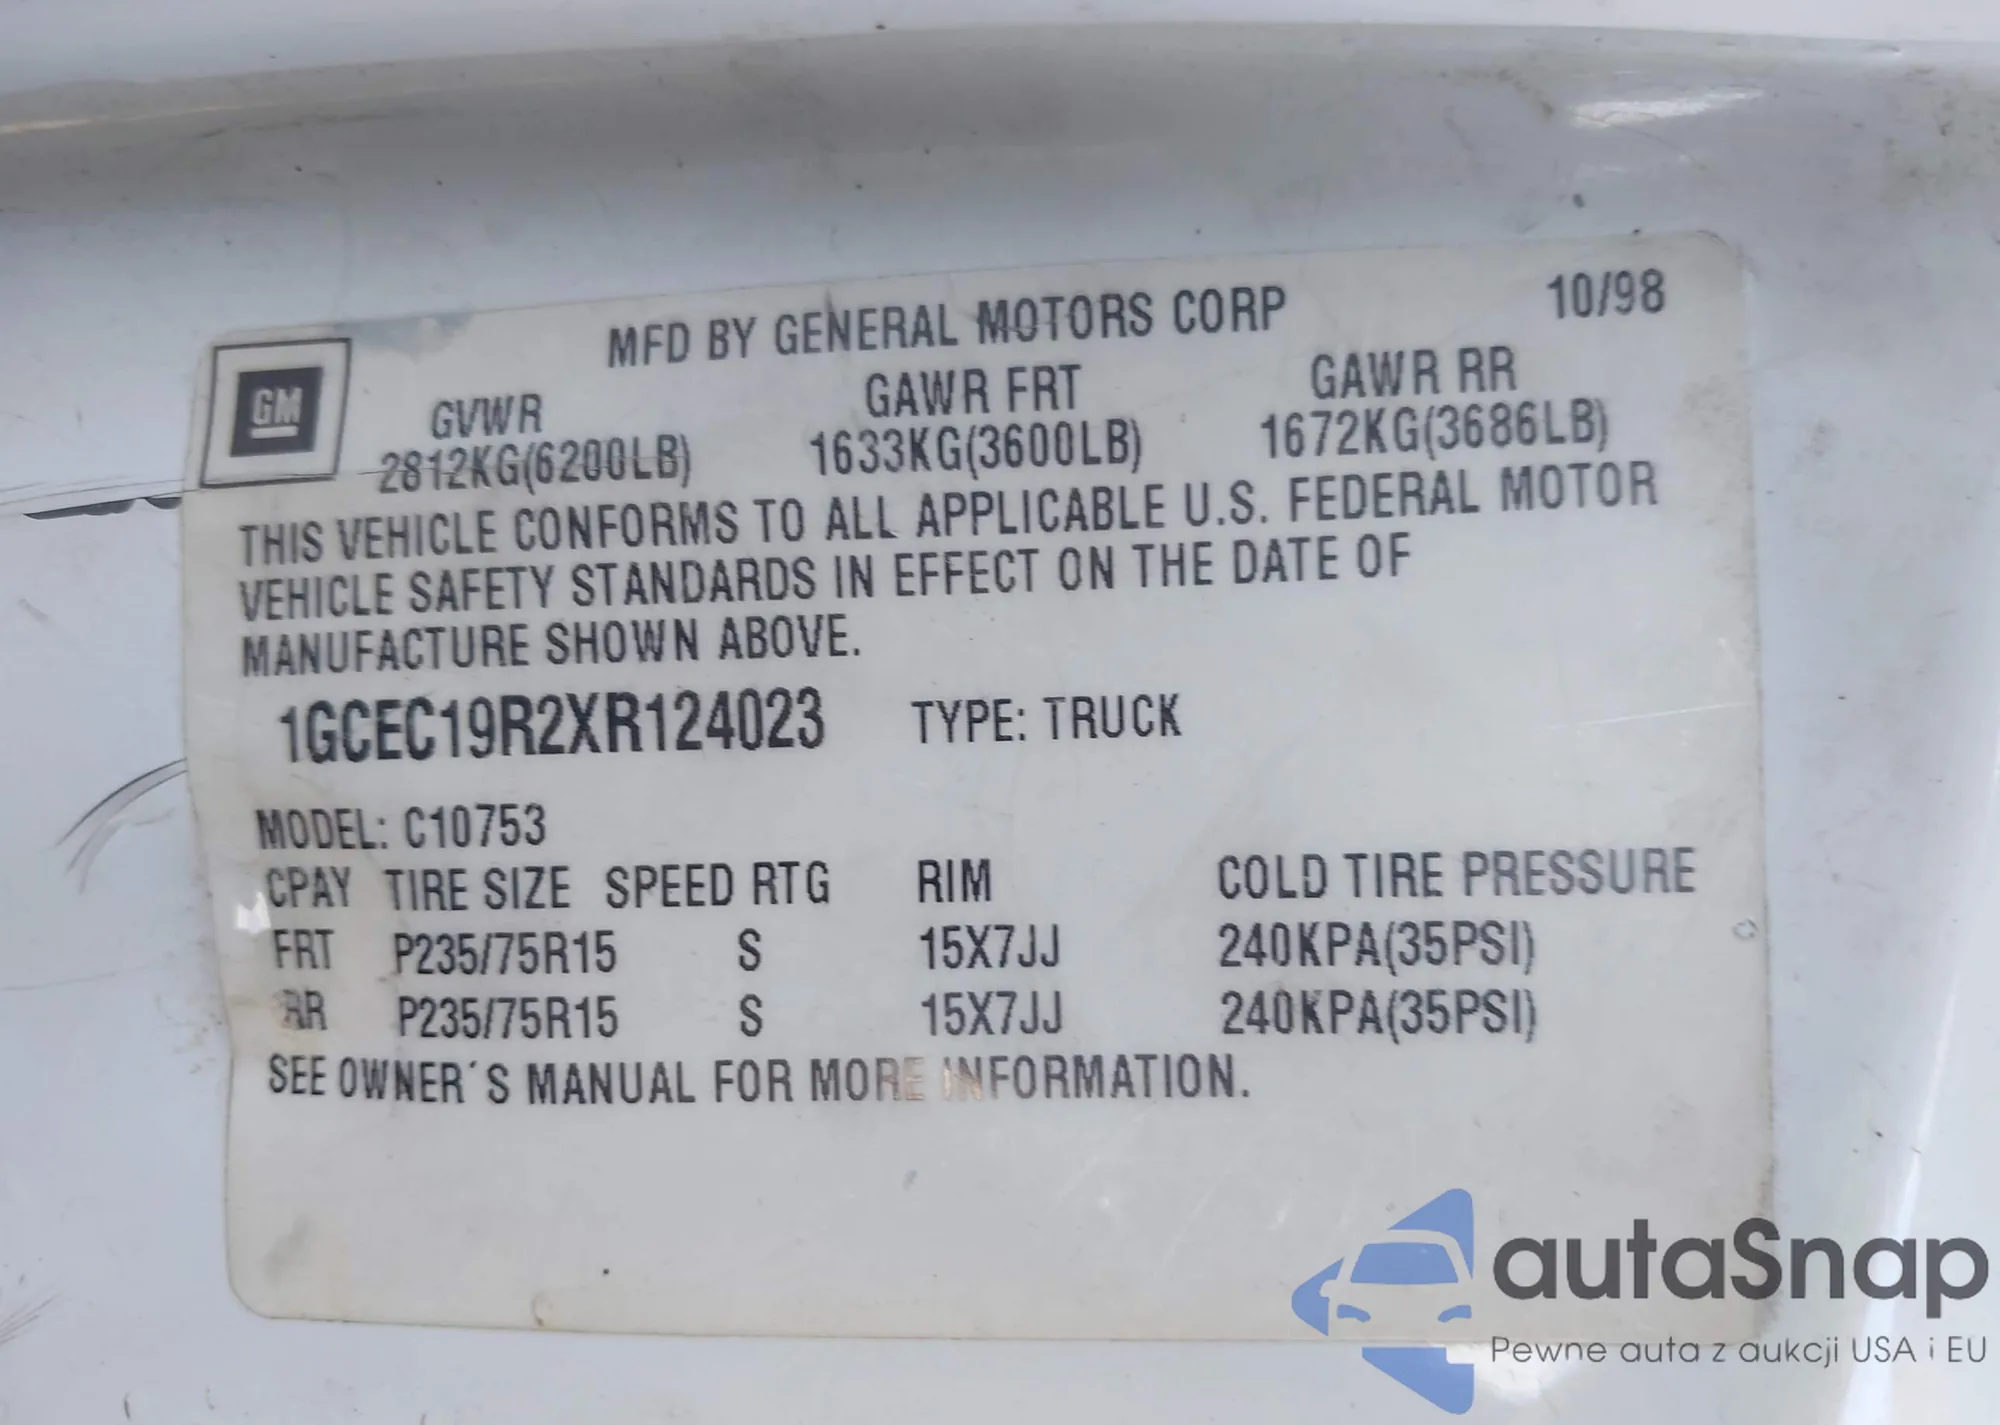 MFD BY GENERAL MOTORS CORP 10/98
GM
GVWR GAWR FRT GAWR RR
2812KG(6200LB) 1633KG(3600LB) 1672KG(3686LB)
THIS VEHICLE CONFORMS TO ALL APPLICABLE U.S. FEDERAL MOTOR
VEHICLE SAFETY STANDARDS IN EFFECT ON THE DATE OF
MANUFACTURE SHOWN ABOVE.
1GCEC19R2XR124023 TYPE: TRUCK
MODEL: C10753
CPAY TIRE SIZE SPEED RTG RIM COLD TIRE PRESSURE
FRT P235/75R15 S 15X7JJ 240KPA(35PSI)
RR P235/75R15 S 15X7JJ 240KPA(35PSI)
SEE OWNER´S MANUAL FOR MORE INFORMATION.
autaSnap
Pewne auta z aukcji USA i EU